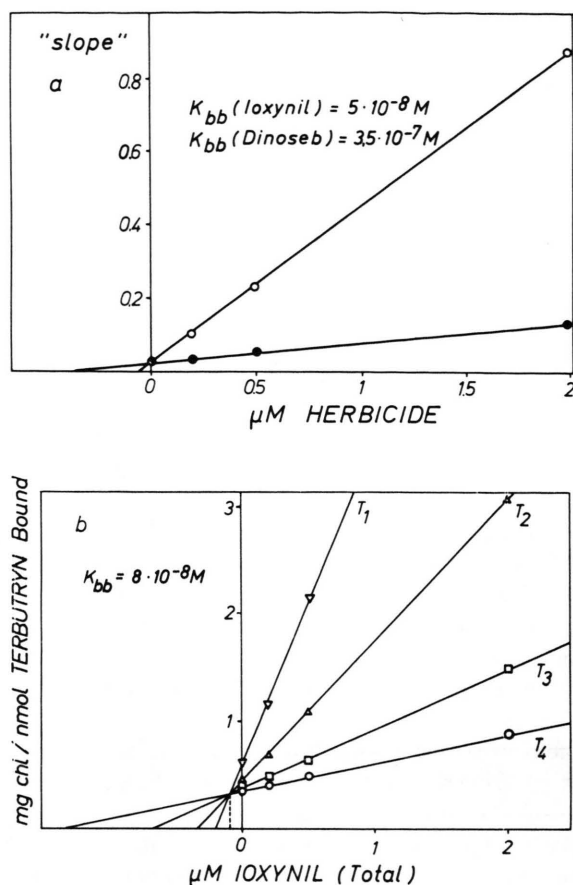 "slope"
a
0.8
0.6
0.4
0.2
K_bb (Ioxynil) = 5·10⁻⁸ M
K_bb (Dinoseb) = 3,5·10⁻⁷ M
0 0.5 1 1.5 2
µM HERBICIDE
b
mg chl / nmol TERBUTRYN Bound
K_bb = 8·10⁻⁸ M
3
2
1
T₁
T₂
T₃
T₄
0 1 2
µM IOXYNIL (Total)